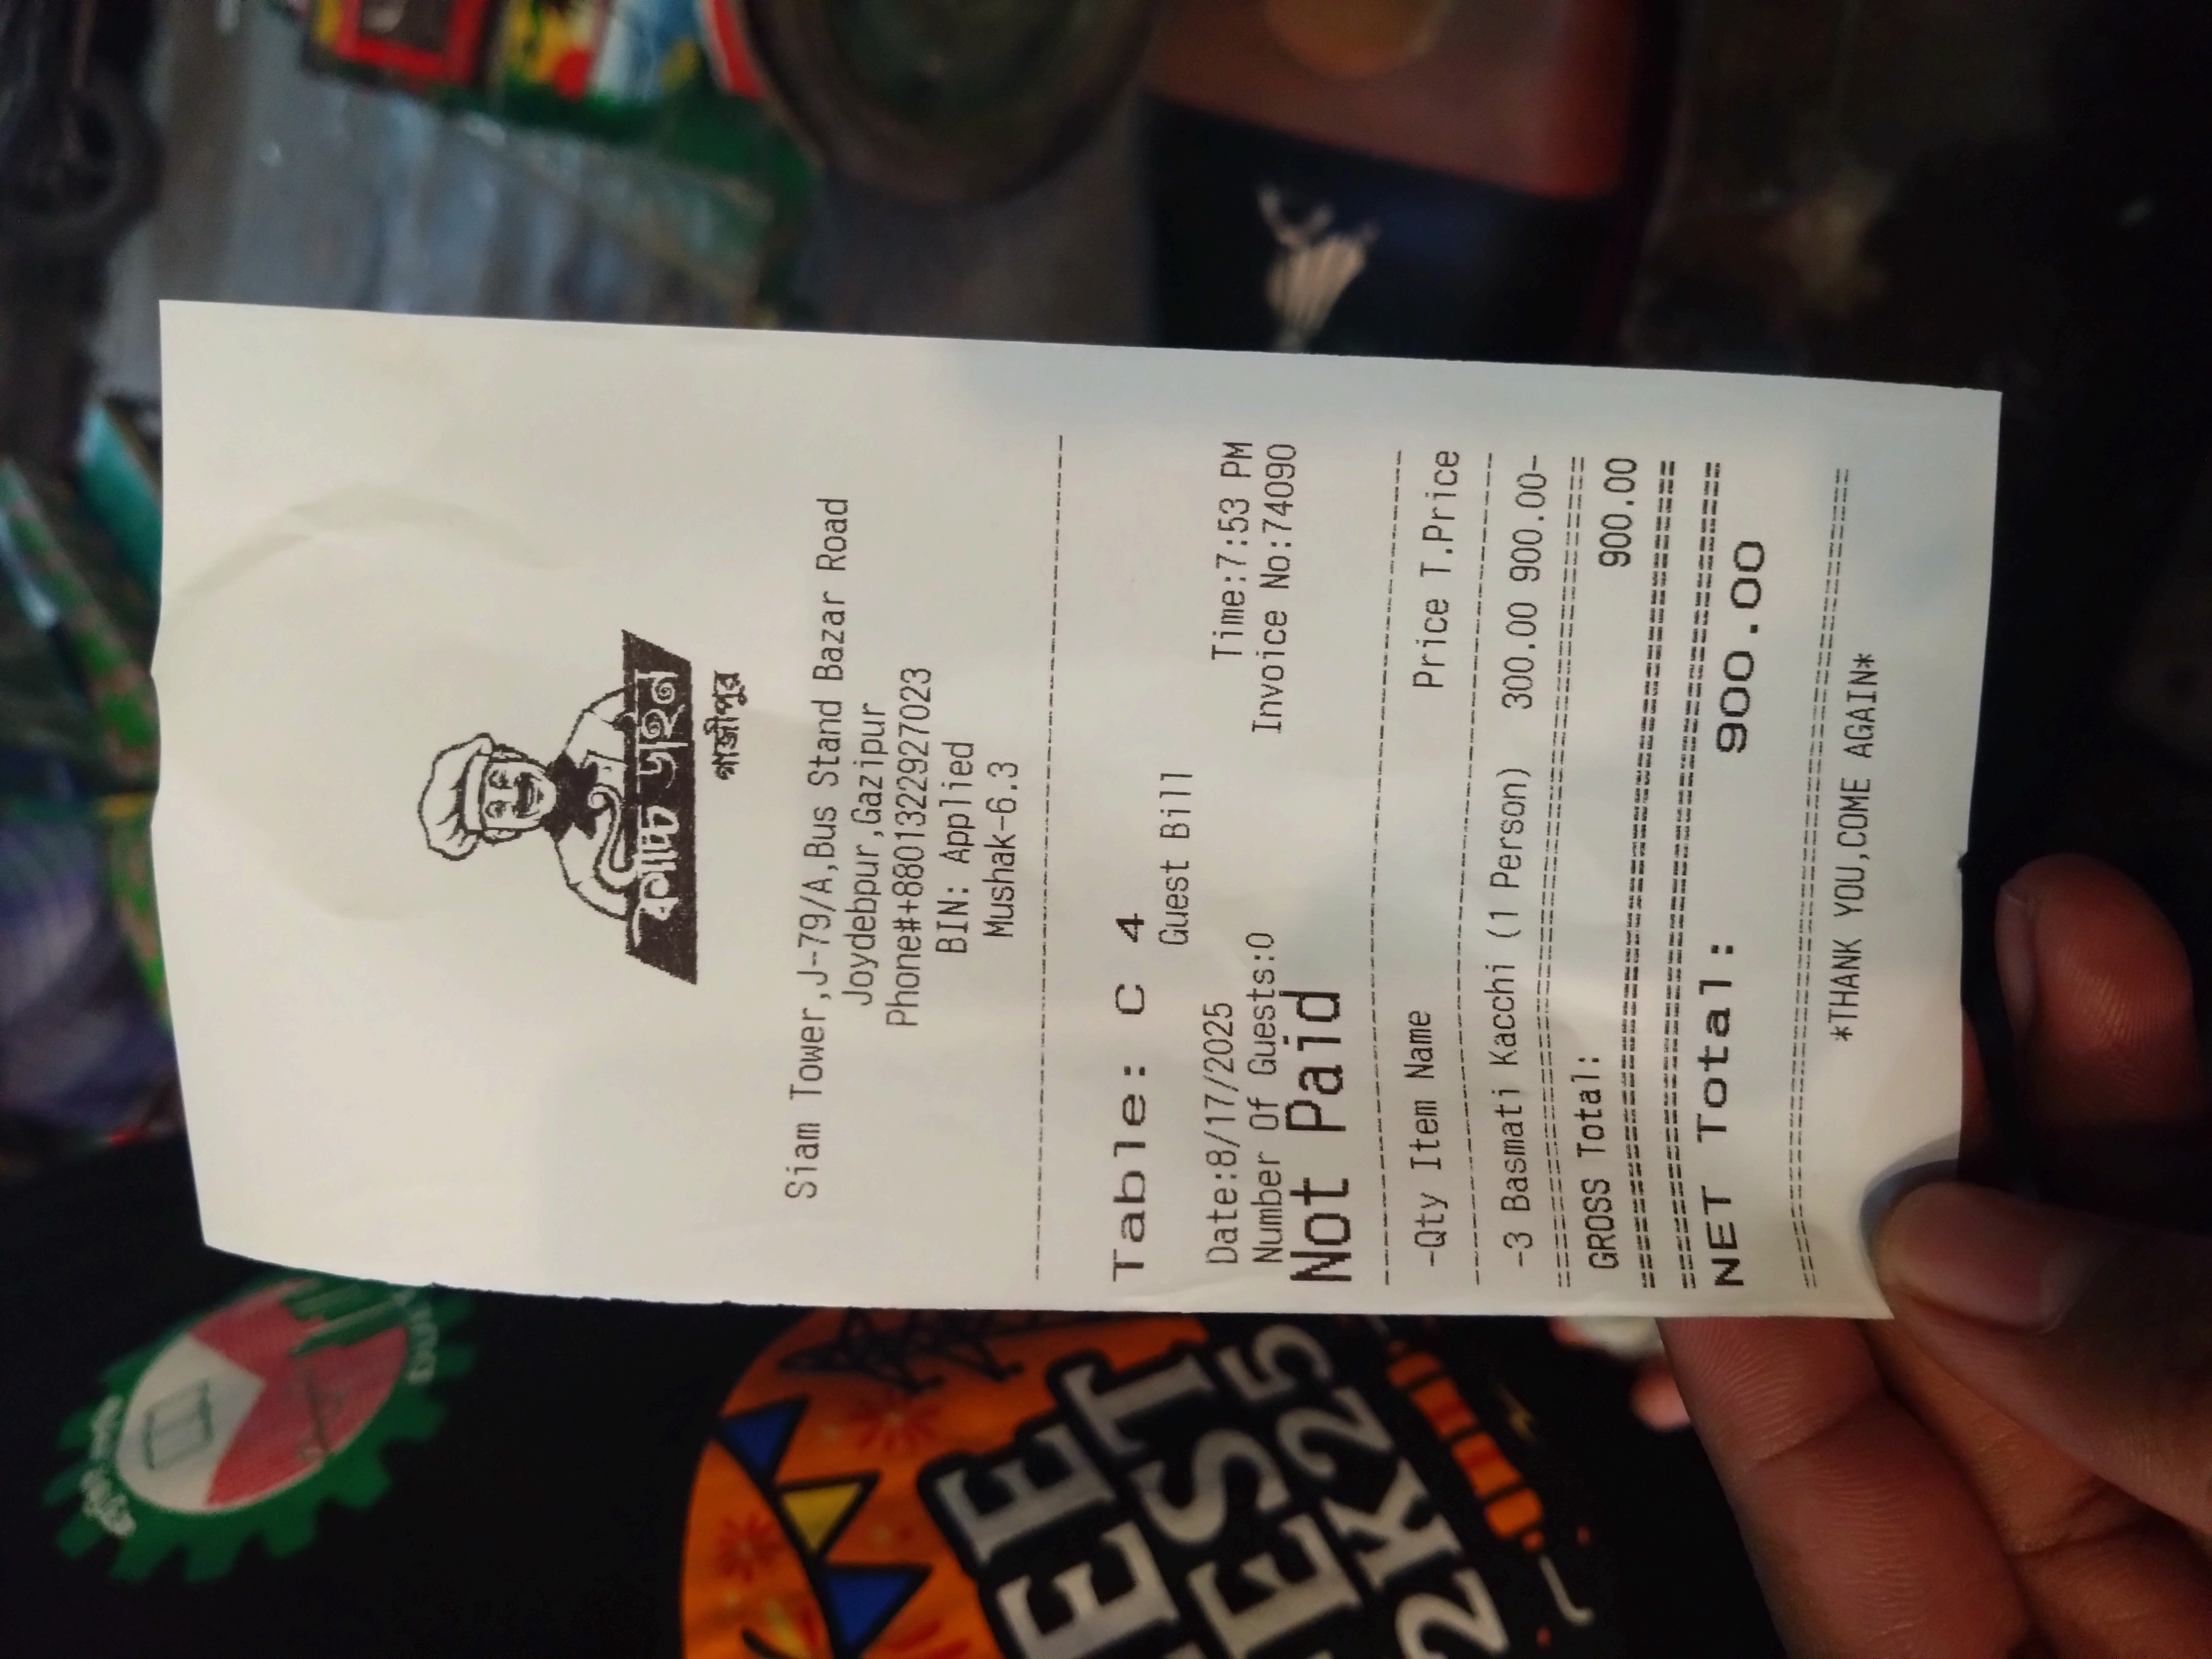 কাচ্চি ডাইন
গাজীপুর
Siam Tower,J-79/A,Bus Stand Bazar Road
Joydebpur,Gazipur
Phone#+8801322927023
BIN: Applied
Mushak-6.3
Table: C 4
Guest Bill
Date:8/17/2025 Time:7:53 PM
Number Of Guests:0 Invoice No:74090
Not Paid
-Qty Item Name Price T.Price
-3 Basmati Kacchi (1 Person) 300.00 900.00-
GROSS Total: 900.00
NET Total: 900.00
*THANK YOU,COME AGAIN*
EET
FEST
2K25